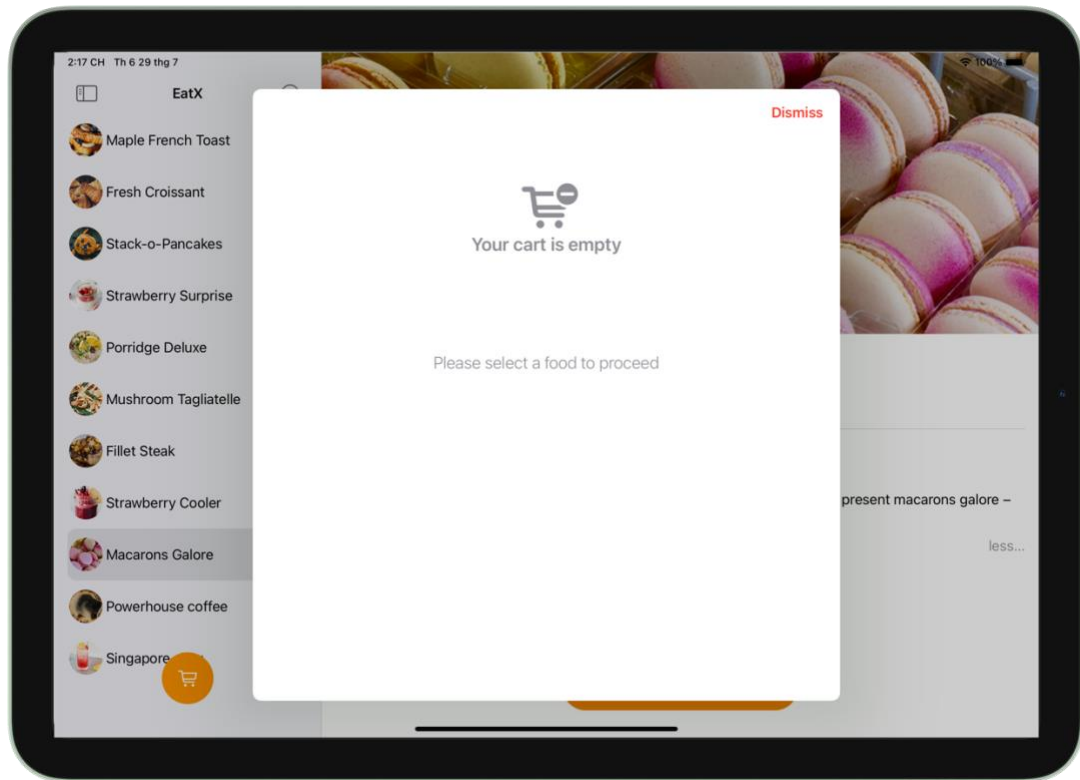 2:17 CH Th 6 29 thg 7
100%
EatX
Dismiss
Maple French Toast
Fresh Croissant
Stack-o-Pancakes
Strawberry Surprise
Porridge Deluxe
Mushroom Tagliatelle
Fillet Steak
Strawberry Cooler
Macarons Galore
Powerhouse coffee
Singapore
Your cart is empty
Please select a food to proceed
present macarons galore –
less...